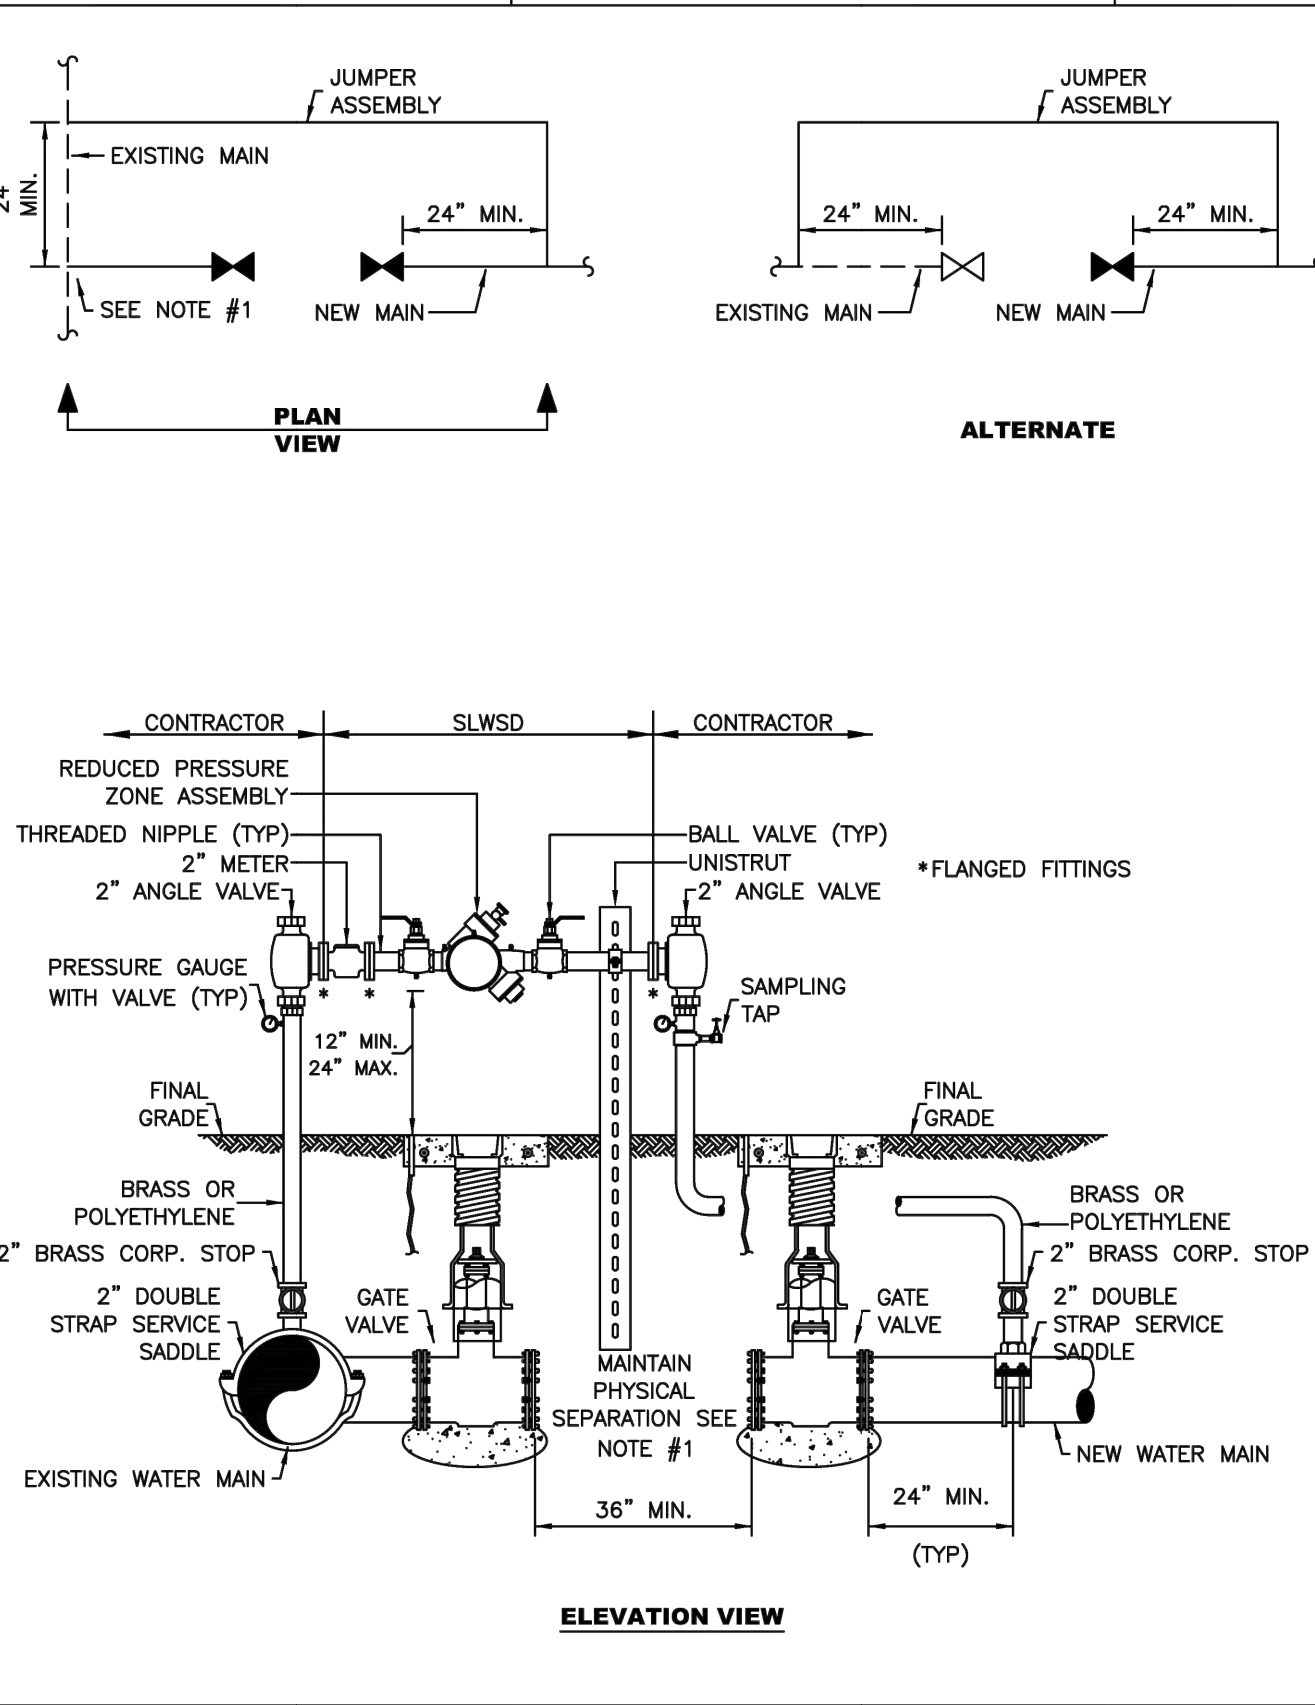 JUMPER
ASSEMBLY
EXISTING MAIN
24
MIN.
24" MIN.
SEE NOTE #1
NEW MAIN
PLAN
VIEW
JUMPER
ASSEMBLY
24" MIN.
24" MIN.
EXISTING MAIN
NEW MAIN
ALTERNATE
CONTRACTOR
SLWSD
CONTRACTOR
REDUCED PRESSURE
ZONE ASSEMBLY
THREADED NIPPLE (TYP)
2" METER
2" ANGLE VALVE
BALL VALVE (TYP)
UNISTRUT
2" ANGLE VALVE
*FLANGED FITTINGS
PRESSURE GAUGE
WITH VALVE (TYP)
*
*
*
SAMPLING
TAP
12" MIN.
24" MAX.
FINAL
GRADE
FINAL
GRADE
BRASS OR
POLYETHYLENE
2" BRASS CORP. STOP
2" DOUBLE
STRAP SERVICE
SADDLE
GATE
VALVE
GATE
VALVE
BRASS OR
POLYETHYLENE
2" BRASS CORP. STOP
2" DOUBLE
STRAP SERVICE
SADDLE
MAINTAIN
PHYSICAL
SEPARATION SEE
NOTE #1
EXISTING WATER MAIN
NEW WATER MAIN
36" MIN.
24" MIN.
(TYP)
ELEVATION VIEW